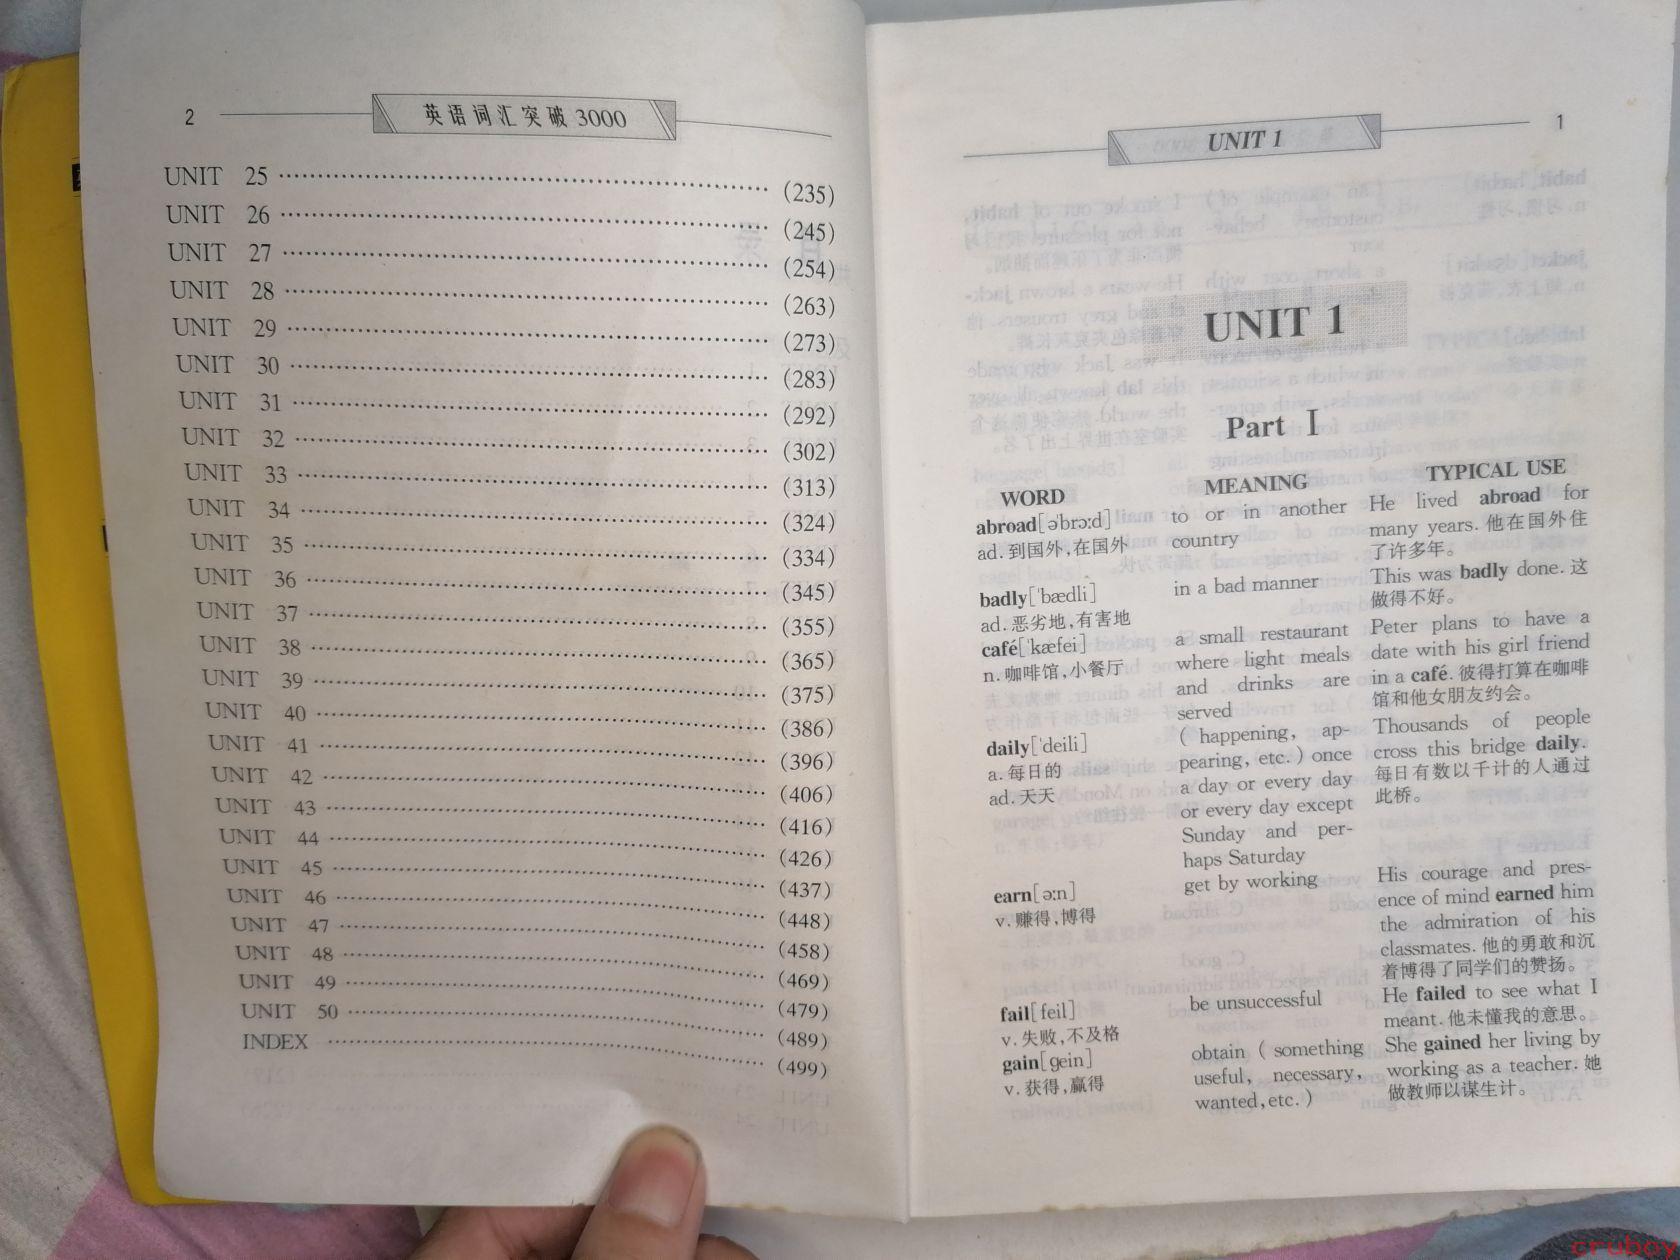 2
英语词汇突破 3000
UNIT 25 (235)
UNIT 26 (245)
UNIT 27 (254)
UNIT 28 (263)
UNIT 29 (273)
UNIT 30 (283)
UNIT 31 (292)
UNIT 32 (302)
UNIT 33 (313)
UNIT 34 (324)
UNIT 35 (334)
UNIT 36 (345)
UNIT 37 (355)
UNIT 38 (365)
UNIT 39 (375)
UNIT 40 (386)
UNIT 41 (396)
UNIT 42 (406)
UNIT 43 (416)
UNIT 44 (426)
UNIT 45 (437)
UNIT 46 (448)
UNIT 47 (458)
UNIT 48 (469)
UNIT 49 (479)
UNIT 50 (489)
INDEX (499)
UNIT 1
1
UNIT 1
Part Ⅰ
WORD
abroad[ə'brɔ:d]
ad.到国外,在国外
badly['bædli]
ad.恶劣地,有害地
café['kæfei]
n.咖啡馆,小餐厅
daily['deili]
a.每日的
ad.天天
earn[ə:n]
v.赚得,博得
fail[feil]
v.失败,不及格
gain[gein]
v.获得,赢得
MEANING
to or in another
country
in a bad manner
a small restaurant
where light meals
and drinks are
served
( happening, ap-
pearing, etc. ) once
a day or every day
or every day except
Sunday and per-
haps Saturday
get by working
be unsuccessful
obtain ( something
useful, necessary,
wanted,etc. )
TYPICAL USE
He lived abroad for
many years. 他在国外住
了许多年。
This was badly done. 这
做得不好。
Peter plans to have a
date with his girl friend
in a café. 彼得打算在咖啡
馆和他女朋友约会。
Thousands of people
cross this bridge daily.
每日有数以千计的人通过
此桥。
His courage and pres-
ence of mind earned him
the admiration of his
classmates. 他的勇敢和沉
着博得了同学们的赞扬。
He failed to see what I
meant. 他未懂我的意思。
She gained her living by
working as a teacher. 她
做教师以谋生计。
cruboy